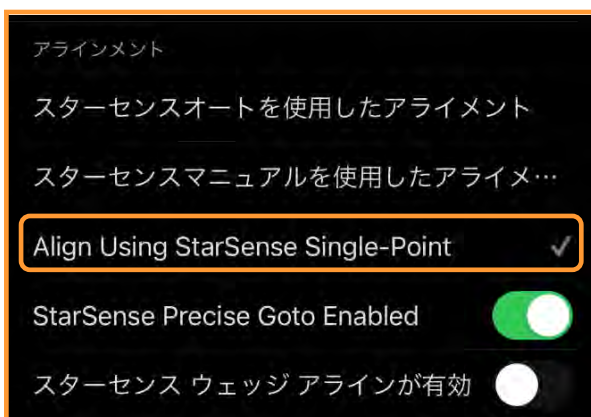 アラインメント
スターセンスオートを使用したアライメント
スターセンスマニュアルを使用したアライメ…
Align Using StarSense Single-Point
StarSense Precise Goto Enabled
スターセンス ウェッジ アラインが有効